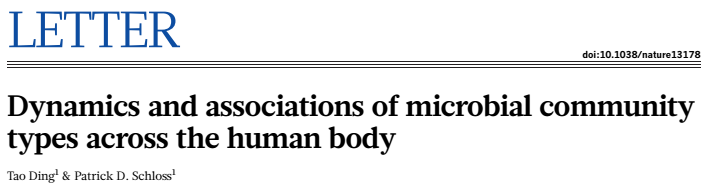 LETTER
doi:10.1038/nature13178
Dynamics and associations of microbial community
types across the human body
Tao Ding1 & Patrick D. Schloss1